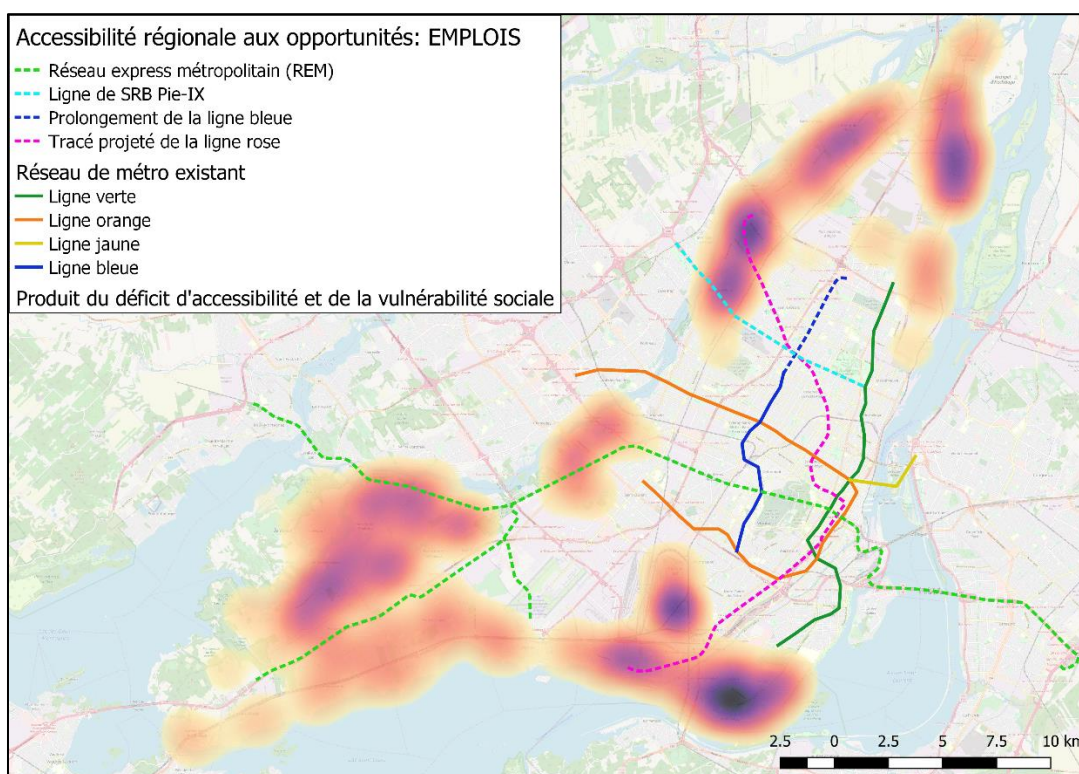 Accessibilité régionale aux opportunités: EMPLOIS
Réseau express métropolitain (REM)
Ligne de SRB Pie-IX
Prolongement de la ligne bleue
Tracé projeté de la ligne rose
Réseau de métro existant
Ligne verte
Ligne orange
Ligne jaune
Ligne bleue
Produit du déficit d'accessibilité et de la vulnérabilité sociale
2.5 0 2.5 5 7.5 10 km